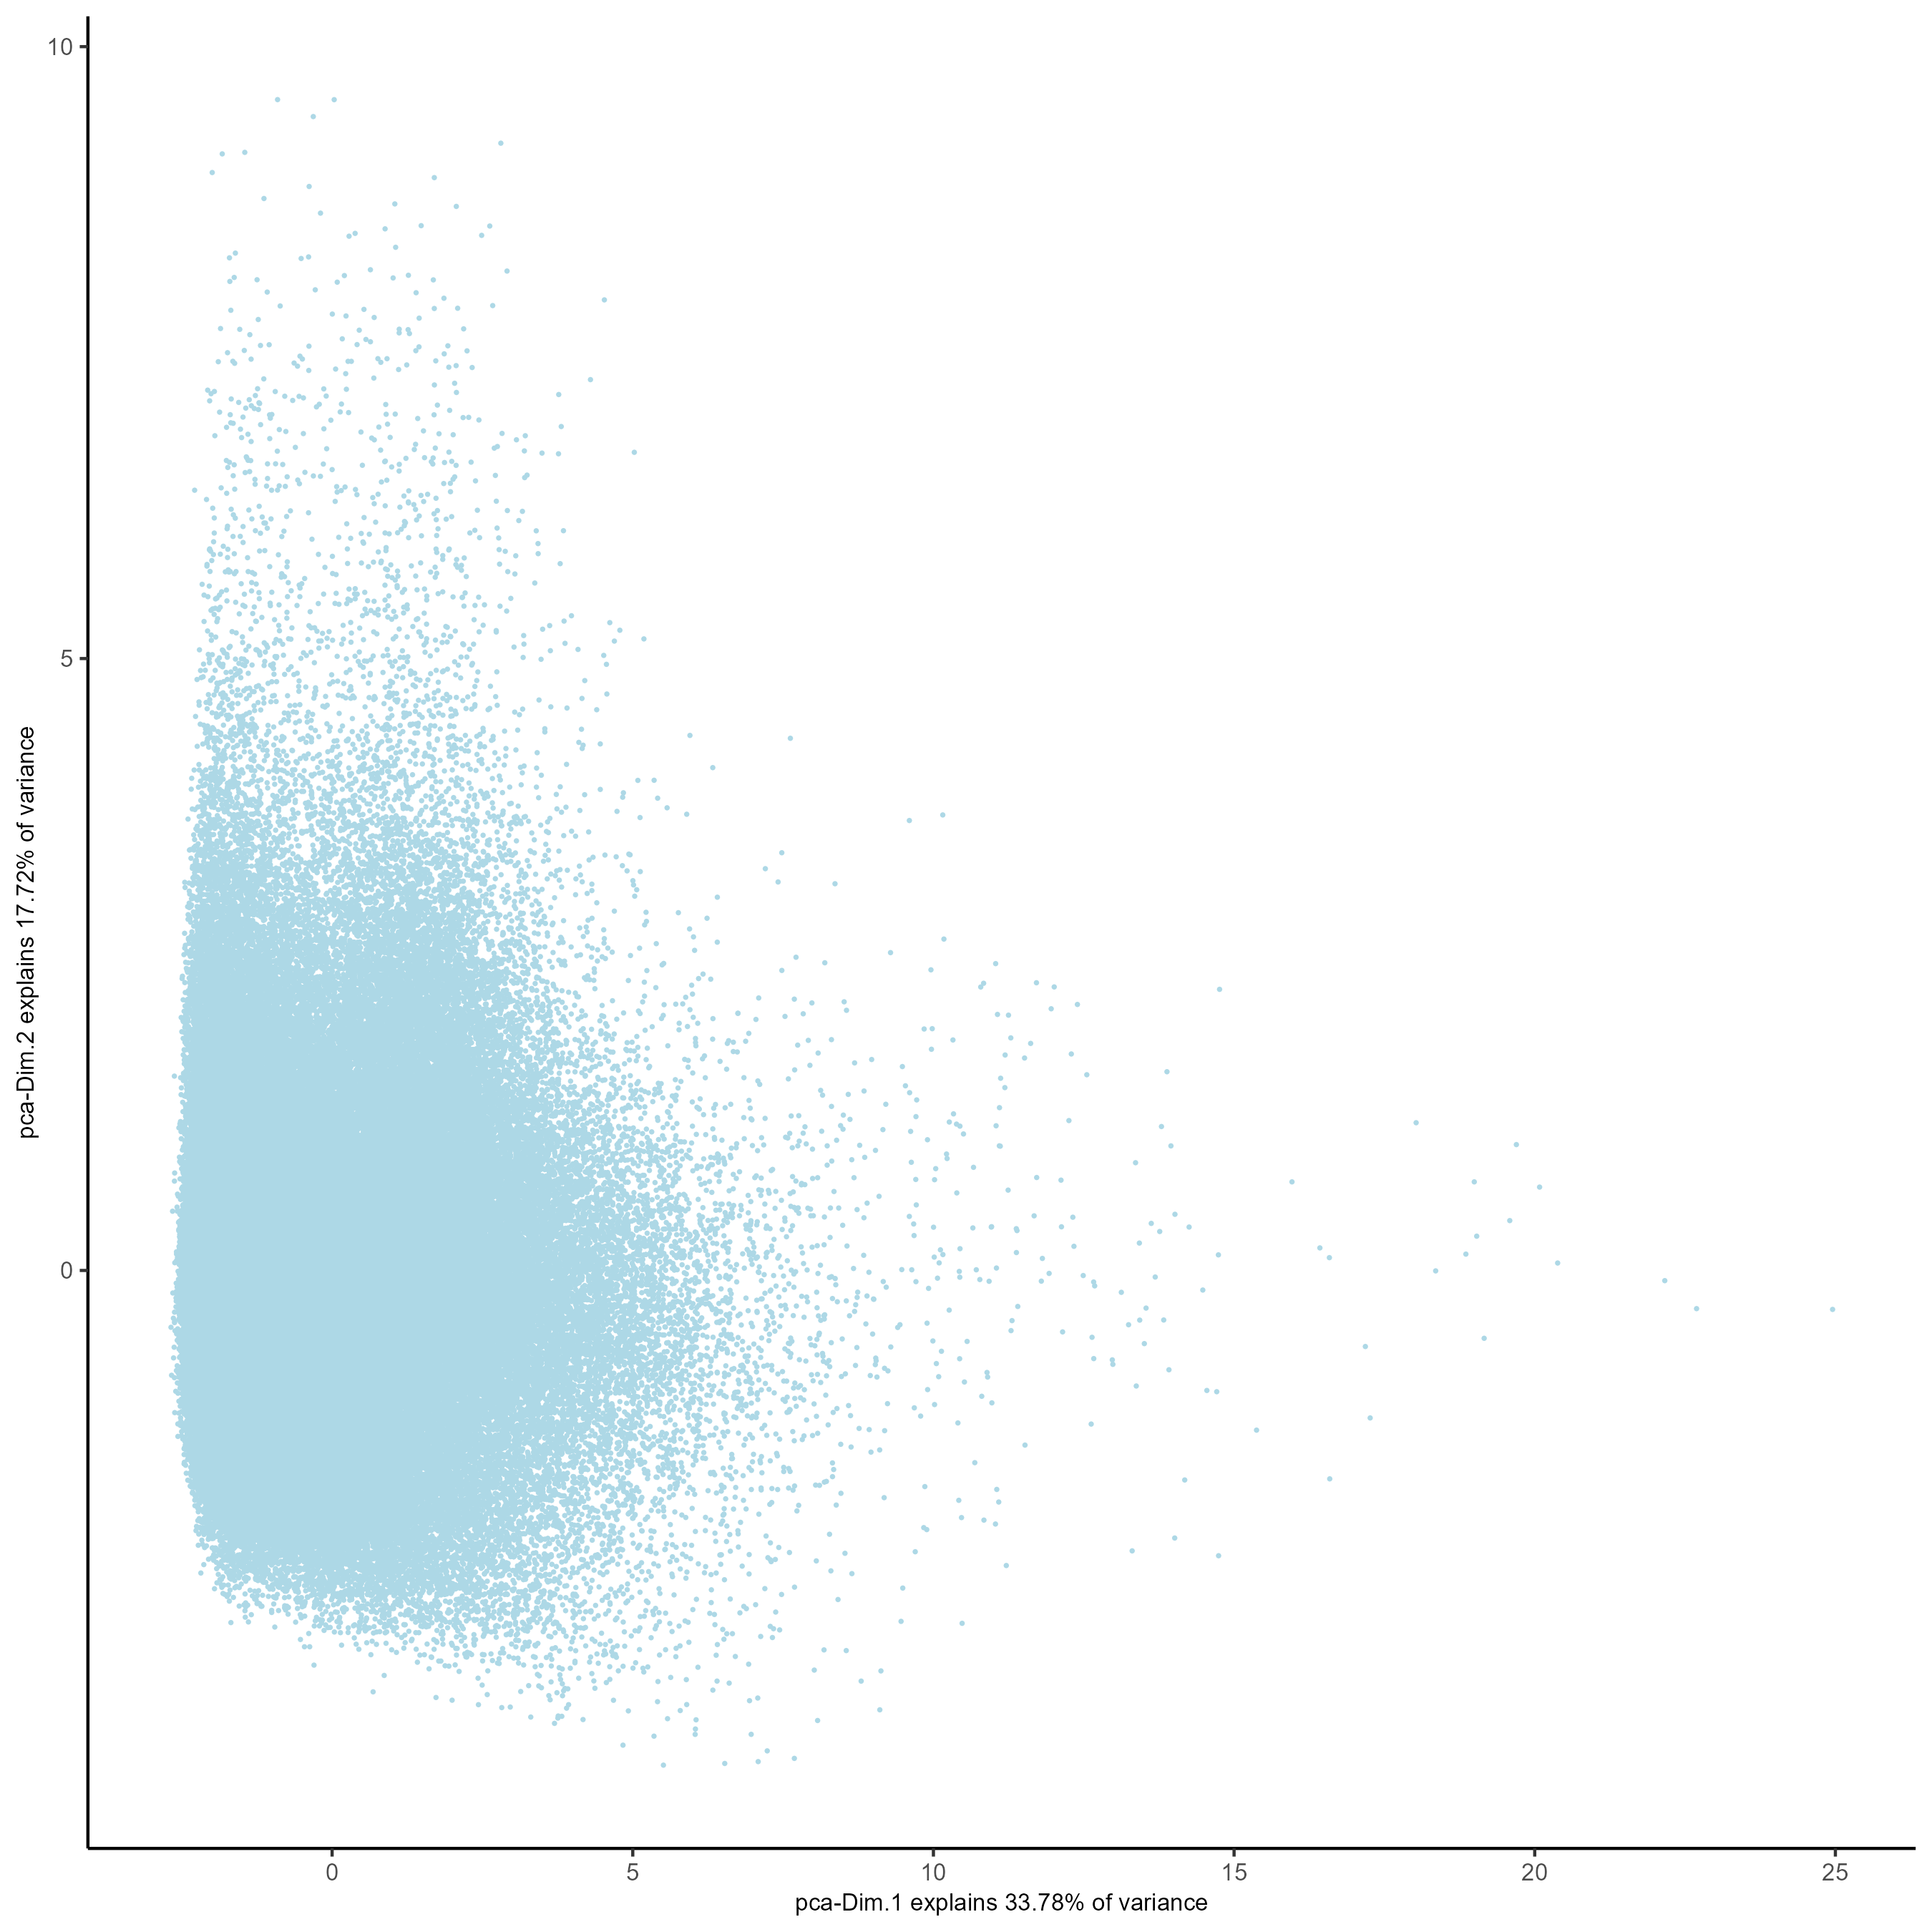 10
5
0
pca-Dim.2 explains 17.72% of variance
0 5 10 15 20 25
pca-Dim.1 explains 33.78% of variance